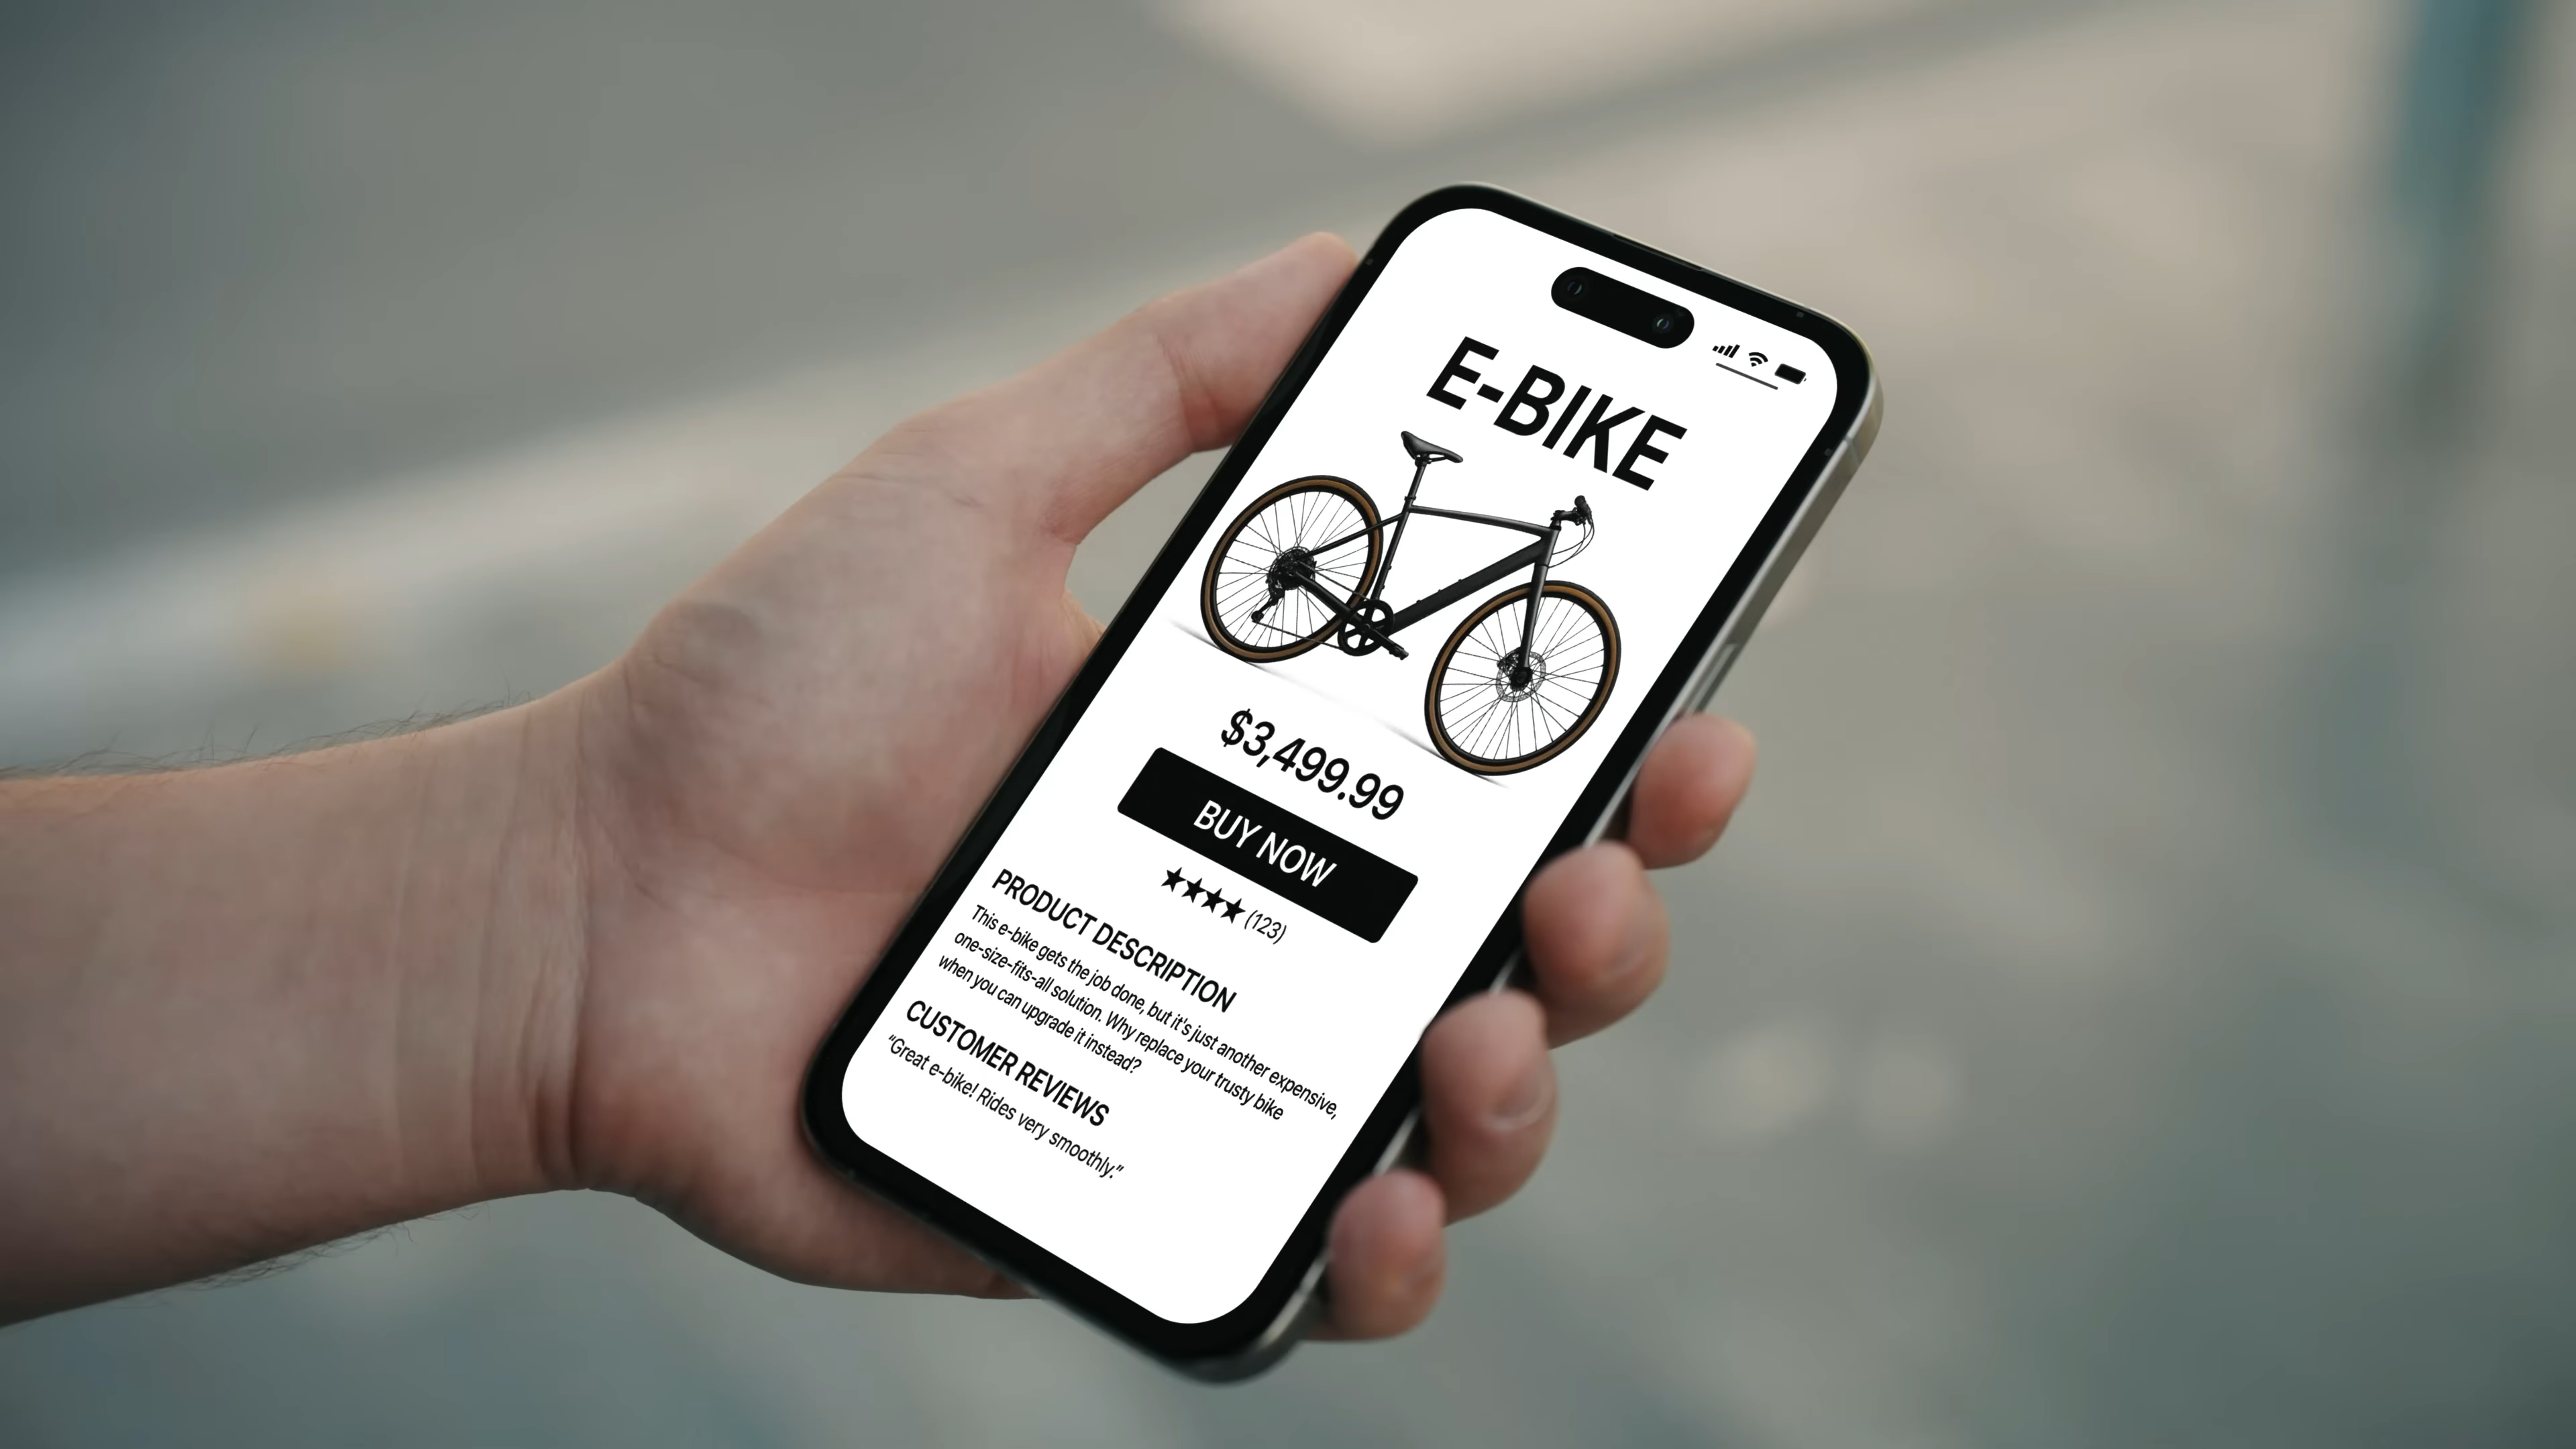 E-BIKE
$3,499.99
BUY NOW
★★★★ (123)
PRODUCT DESCRIPTION
This e-bike gets the job done, but it's just another expensive,
one-size-fits-all solution. Why replace your trusty bike
when you can upgrade it instead?
CUSTOMER REVIEWS
“Great e-bike! Rides very smoothly.”